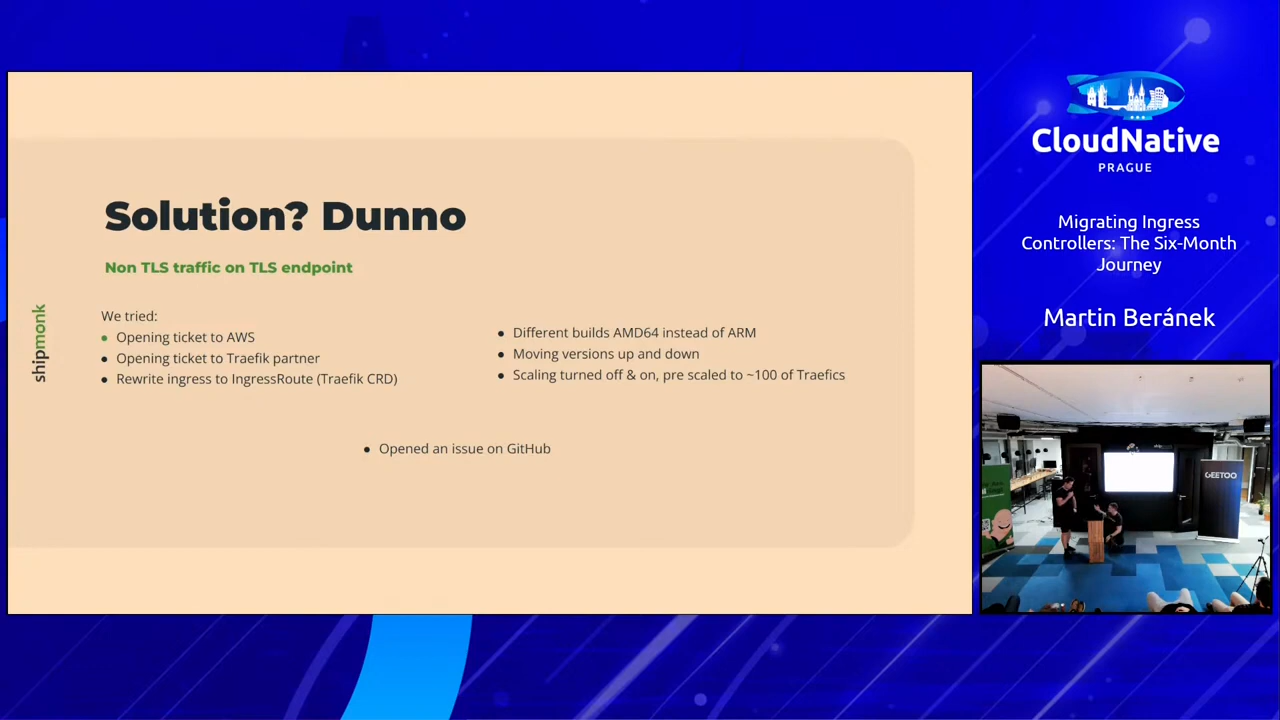 Solution? Dunno
Non TLS traffic on TLS endpoint
We tried:
Opening ticket to AWS
Opening ticket to Traefik partner
Rewrite ingress to IngressRoute (Traefik CRD)
Different builds AMD64 instead of ARM
Moving versions up and down
Scaling turned off & on, pre scaled to ~100 of Traefics
Opened an issue on GitHub
shipmonk
CloudNative
PRAGUE
Migrating Ingress
Controllers: The Six-Month
Journey
Martin Beránek
GEETOO